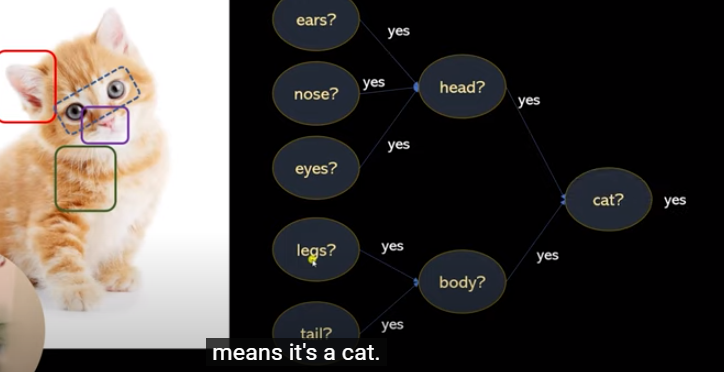 ears?
yes
nose?
yes
head?
yes
eyes?
yes
cat?
yes
legs?
yes
body?
yes
tail?
yes
means it's a cat.